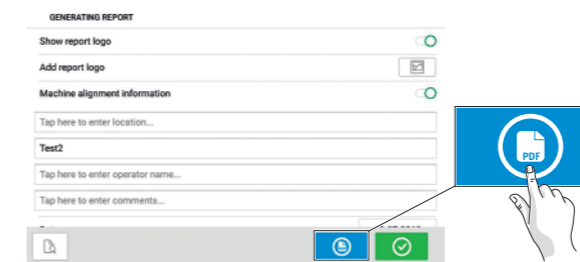 GENERATING REPORT
Show report logo
Add report logo
Machine alignment information
Tap here to enter location...
Test2
Tap here to enter operator name...
Tap here to enter comments...
PDF